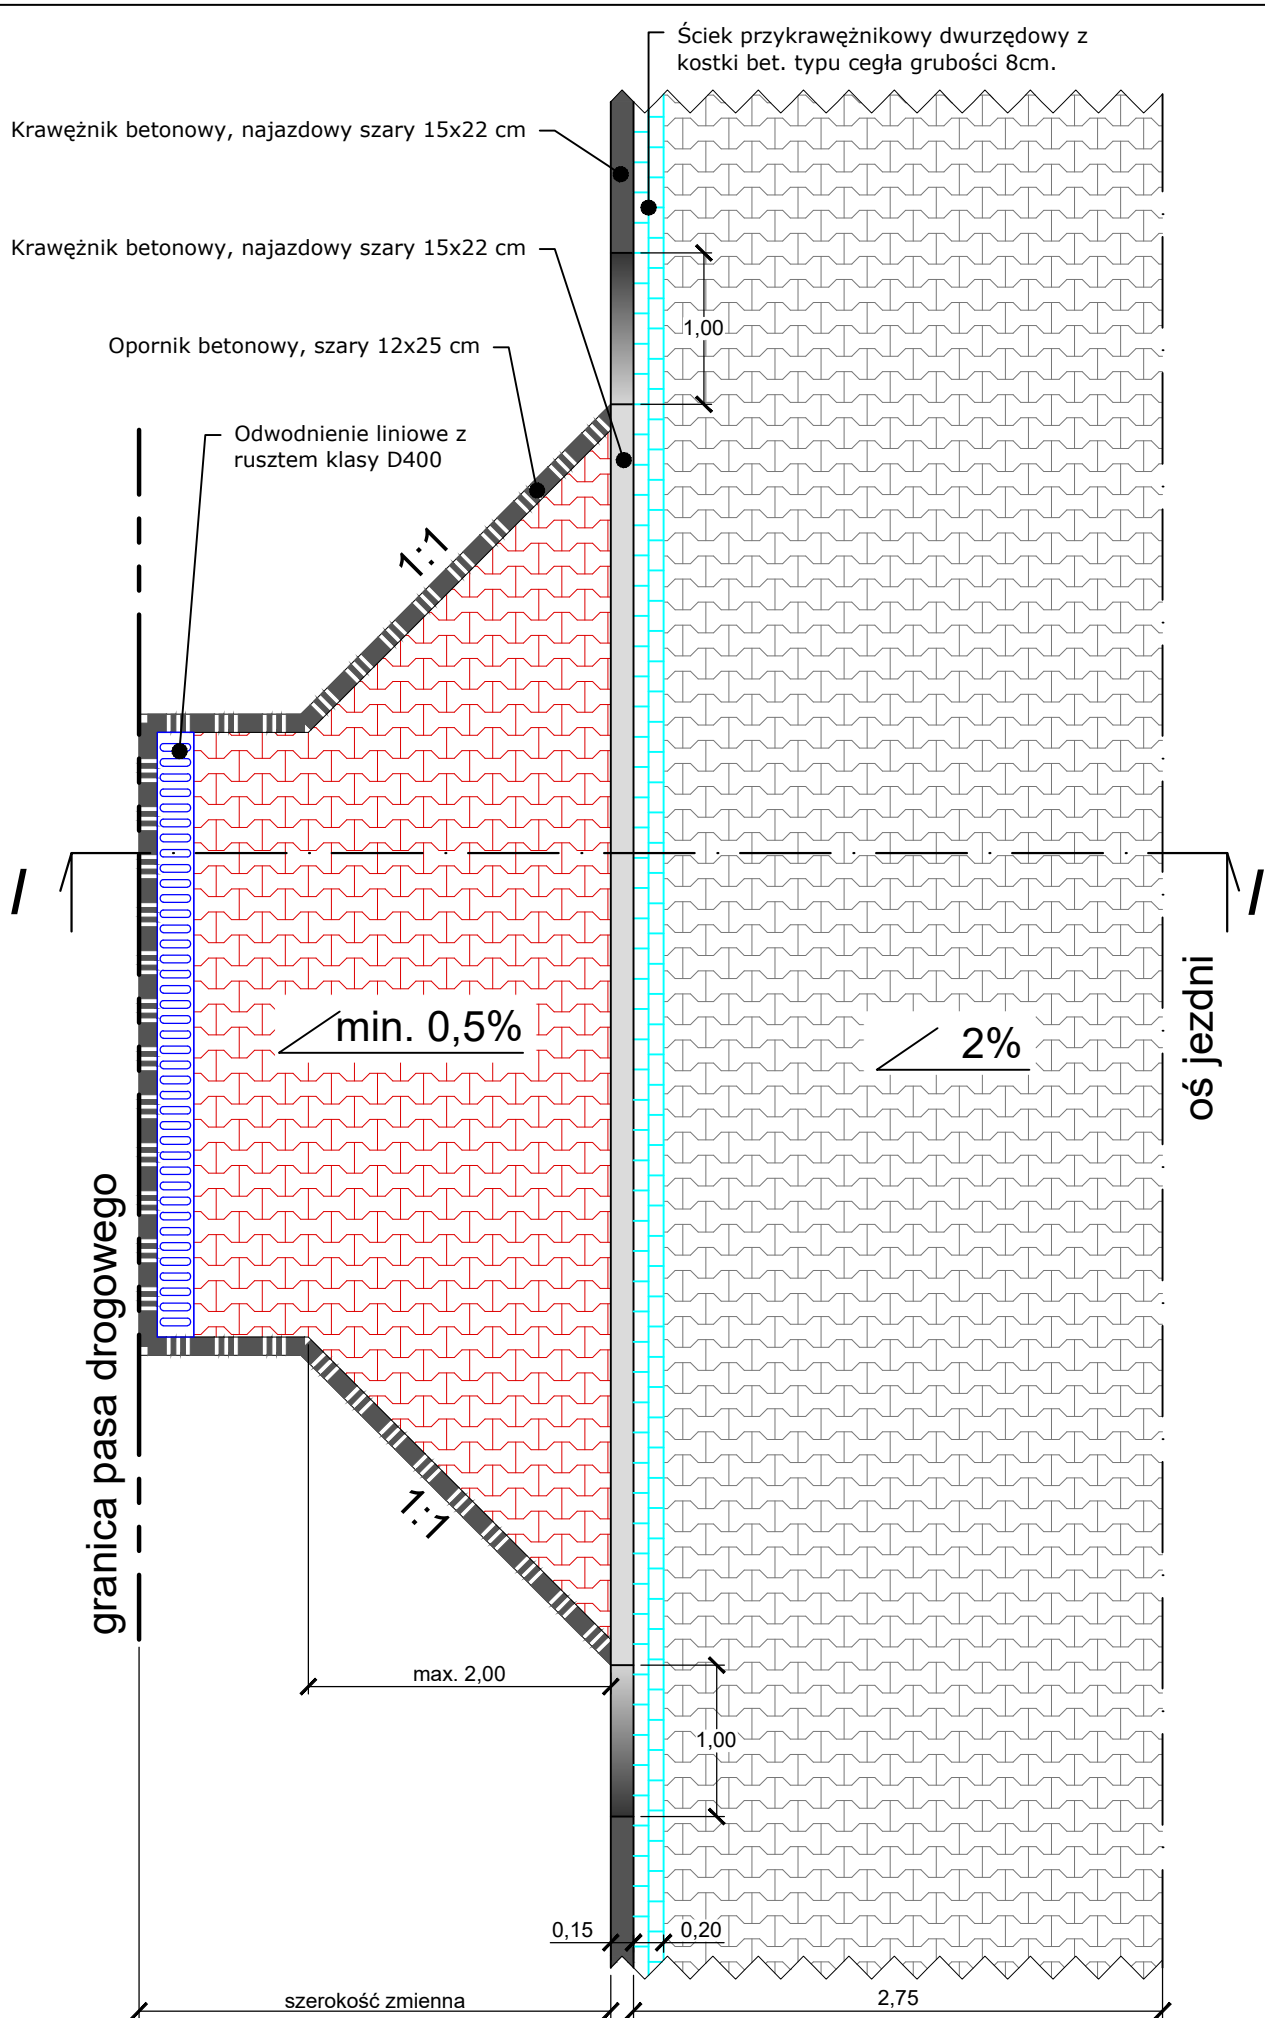 Ściek przykrawężnikowy dwurzędowy z
kostki bet. typu cegła grubości 8cm.
Krawężnik betonowy, najazdowy szary 15x22 cm
Krawężnik betonowy, najazdowy szary 15x22 cm
1,00
Opornik betonowy, szary 12x25 cm
Odwodnienie liniowe z
rusztem klasy D400
1:1
I
I
min. 0,5%
2%
oś jezdni
granica pasa drogowego
1:1
max. 2,00
1,00
0,15
0,20
szerokość zmienna
2,75